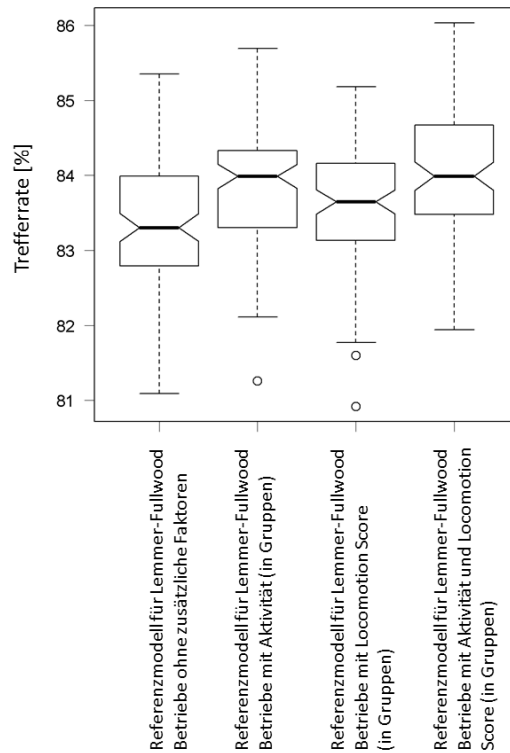 Trefferrate [%]
86
85
84
83
82
81
Referenzmodell für Lemmer-Fullwood
Betriebe ohne zusätzliche Faktoren
Referenzmodell für Lemmer-Fullwood
Betriebe mit Aktivität (in Gruppen)
Referenzmodell für Lemmer-Fullwood
Betriebe mit Locomotion Score
(in Gruppen)
Referenzmodell für Lemmer-Fullwood
Betriebe mit Aktivität und Locomotion
Score (in Gruppen)